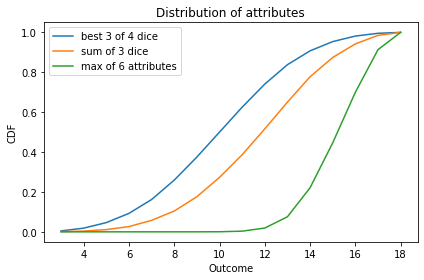 Distribution of attributes
best 3 of 4 dice
sum of 3 dice
max of 6 attributes
1.0
0.8
0.6
0.4
0.2
0.0
CDF
4 6 8 10 12 14 16 18
Outcome